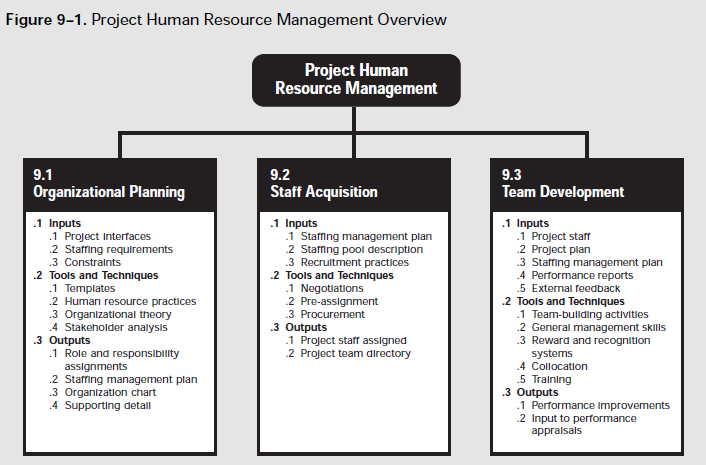 Figure 9–1. Project Human Resource Management Overview
Project Human
Resource Management
9.1
Organizational Planning
.1 Inputs
.1 Project Interfaces
.2 Staffing requirements
.3 Constraints
.2 Tools and Techniques
.1 Templates
.2 Human resource practices
.3 Organizational theory
.4 Stakeholder analysis
.3 Outputs
.1 Role and responsibility
assignments
.2 Staffing management plan
.3 Organization chart
.4 Supporting detail
9.2
Staff Acquisition
.1 Inputs
.1 Staffing management plan
.2 Staffing pool description
.3 Recruitment practices
.2 Tools and Techniques
.1 Negotiations
.2 Pre-assignment
.3 Procurement
.3 Outputs
.1 Project staff assigned
.2 Project team directory
9.3
Team Development
.1 Inputs
.1 Project staff
.2 Project plan
.3 Staffing management plan
.4 Performance reports
.5 External feedback
.2 Tools and Techniques
.1 Team-building activities
.2 General management skills
.3 Reward and recognition
systems
.4 Collocation
.5 Training
.3 Outputs
.1 Performance improvements
.2 Input to performance
appraisals